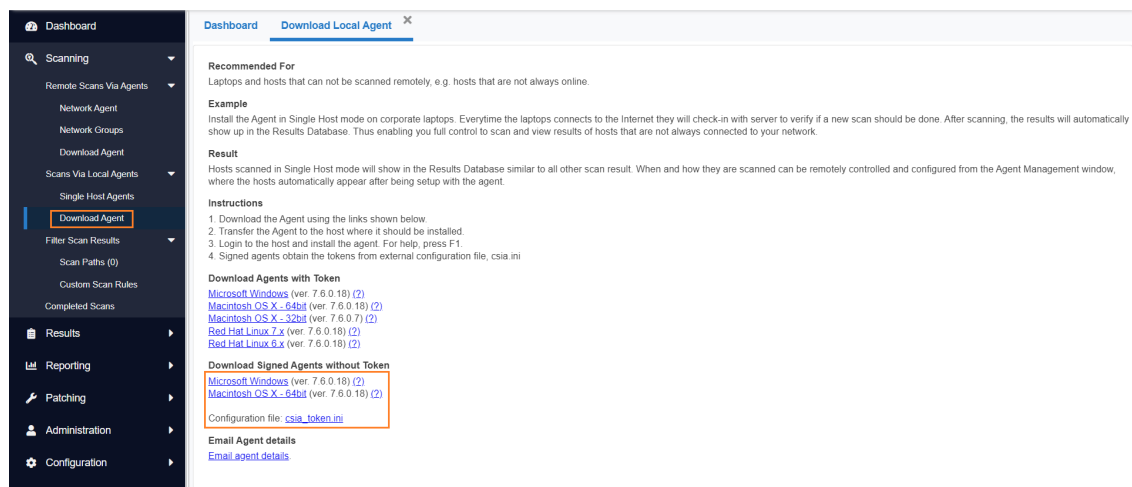 Dashboard
Scanning
Remote Scans Via Agents
Network Agent
Network Groups
Download Agent
Scans Via Local Agents
Single Host Agents
Download Agent
Filter Scan Results
Scan Paths (0)
Custom Scan Rules
Completed Scans
Results
Reporting
Patching
Administration
Configuration
Dashboard Download Local Agent
Recommended For
Laptops and hosts that can not be scanned remotely, e.g. hosts that are not always online.
Example
Install the Agent in Single Host mode on corporate laptops. Everytime the laptops connects to the Internet they will check-in with server to verify if a new scan should be done. After scanning, the results will automatically
show up in the Results Database. Thus enabling you full control to scan and view results of hosts that are not always connected to your network.
Result
Hosts scanned in Single Host mode will show in the Results Database similar to all other scan result. When and how they are scanned can be remotely controlled and configured from the Agent Management window,
where the hosts automatically appear after being setup with the agent.
Instructions
1. Download the Agent using the links shown below.
2. Transfer the Agent to the host where it should be installed.
3. Login to the host and install the agent. For help, press F1.
4. Signed agents obtain the tokens from external configuration file, csia.ini
Download Agents with Token
Microsoft Windows (ver. 7.6.0.18) (?)
Macintosh OS X - 64bit (ver. 7.6.0.18) (?)
Macintosh OS X - 32bit (ver. 7.6.0.7) (?)
Red Hat Linux 7.x (ver. 7.6.0.18) (?)
Red Hat Linux 6.x (ver. 7.6.0.18) (?)
Download Signed Agents without Token
Microsoft Windows (ver. 7.6.0.18) (?)
Macintosh OS X - 64bit (ver. 7.6.0.18) (?)
Configuration file: csia_token.ini
Email Agent details
Email agent details.